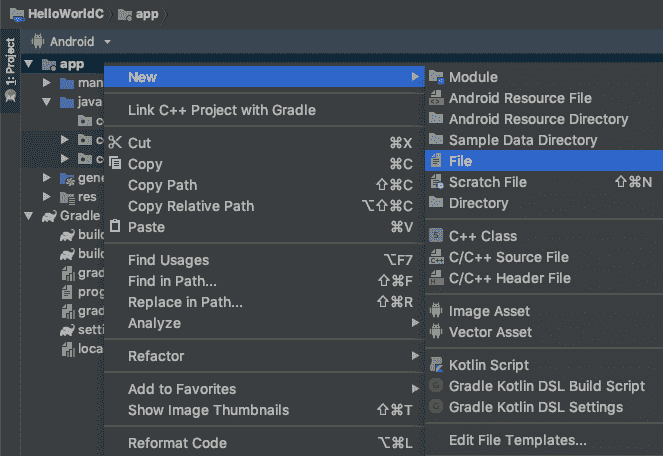 HelloWorldC app
1: Project
Android
app
New
Module
man
Android Resource File
java
Link C++ Project with Gradle
Android Resource Directory
Cut ⌘X
Sample Data Directory
Copy ⌘C
File
Copy Path ⇧⌘C
Scratch File ⇧⌘N
gene
Copy Relative Path ⌥⇧⌘C
Directory
res
Paste ⌘V
Gradle
C++ Class
buil
Find Usages ⌥F7
C/C++ Source File
buil
Find in Path... ⇧⌘F
C/C++ Header File
grad
Replace in Path... ⇧⌘R
prog
Image Asset
grad
Analyze
Vector Asset
setti
Refactor
loca
Kotlin Script
Add to Favorites
Gradle Kotlin DSL Build Script
Show Image Thumbnails ⇧⌘T
Gradle Kotlin DSL Settings
Reformat Code ⌥⌘L
Edit File Templates...